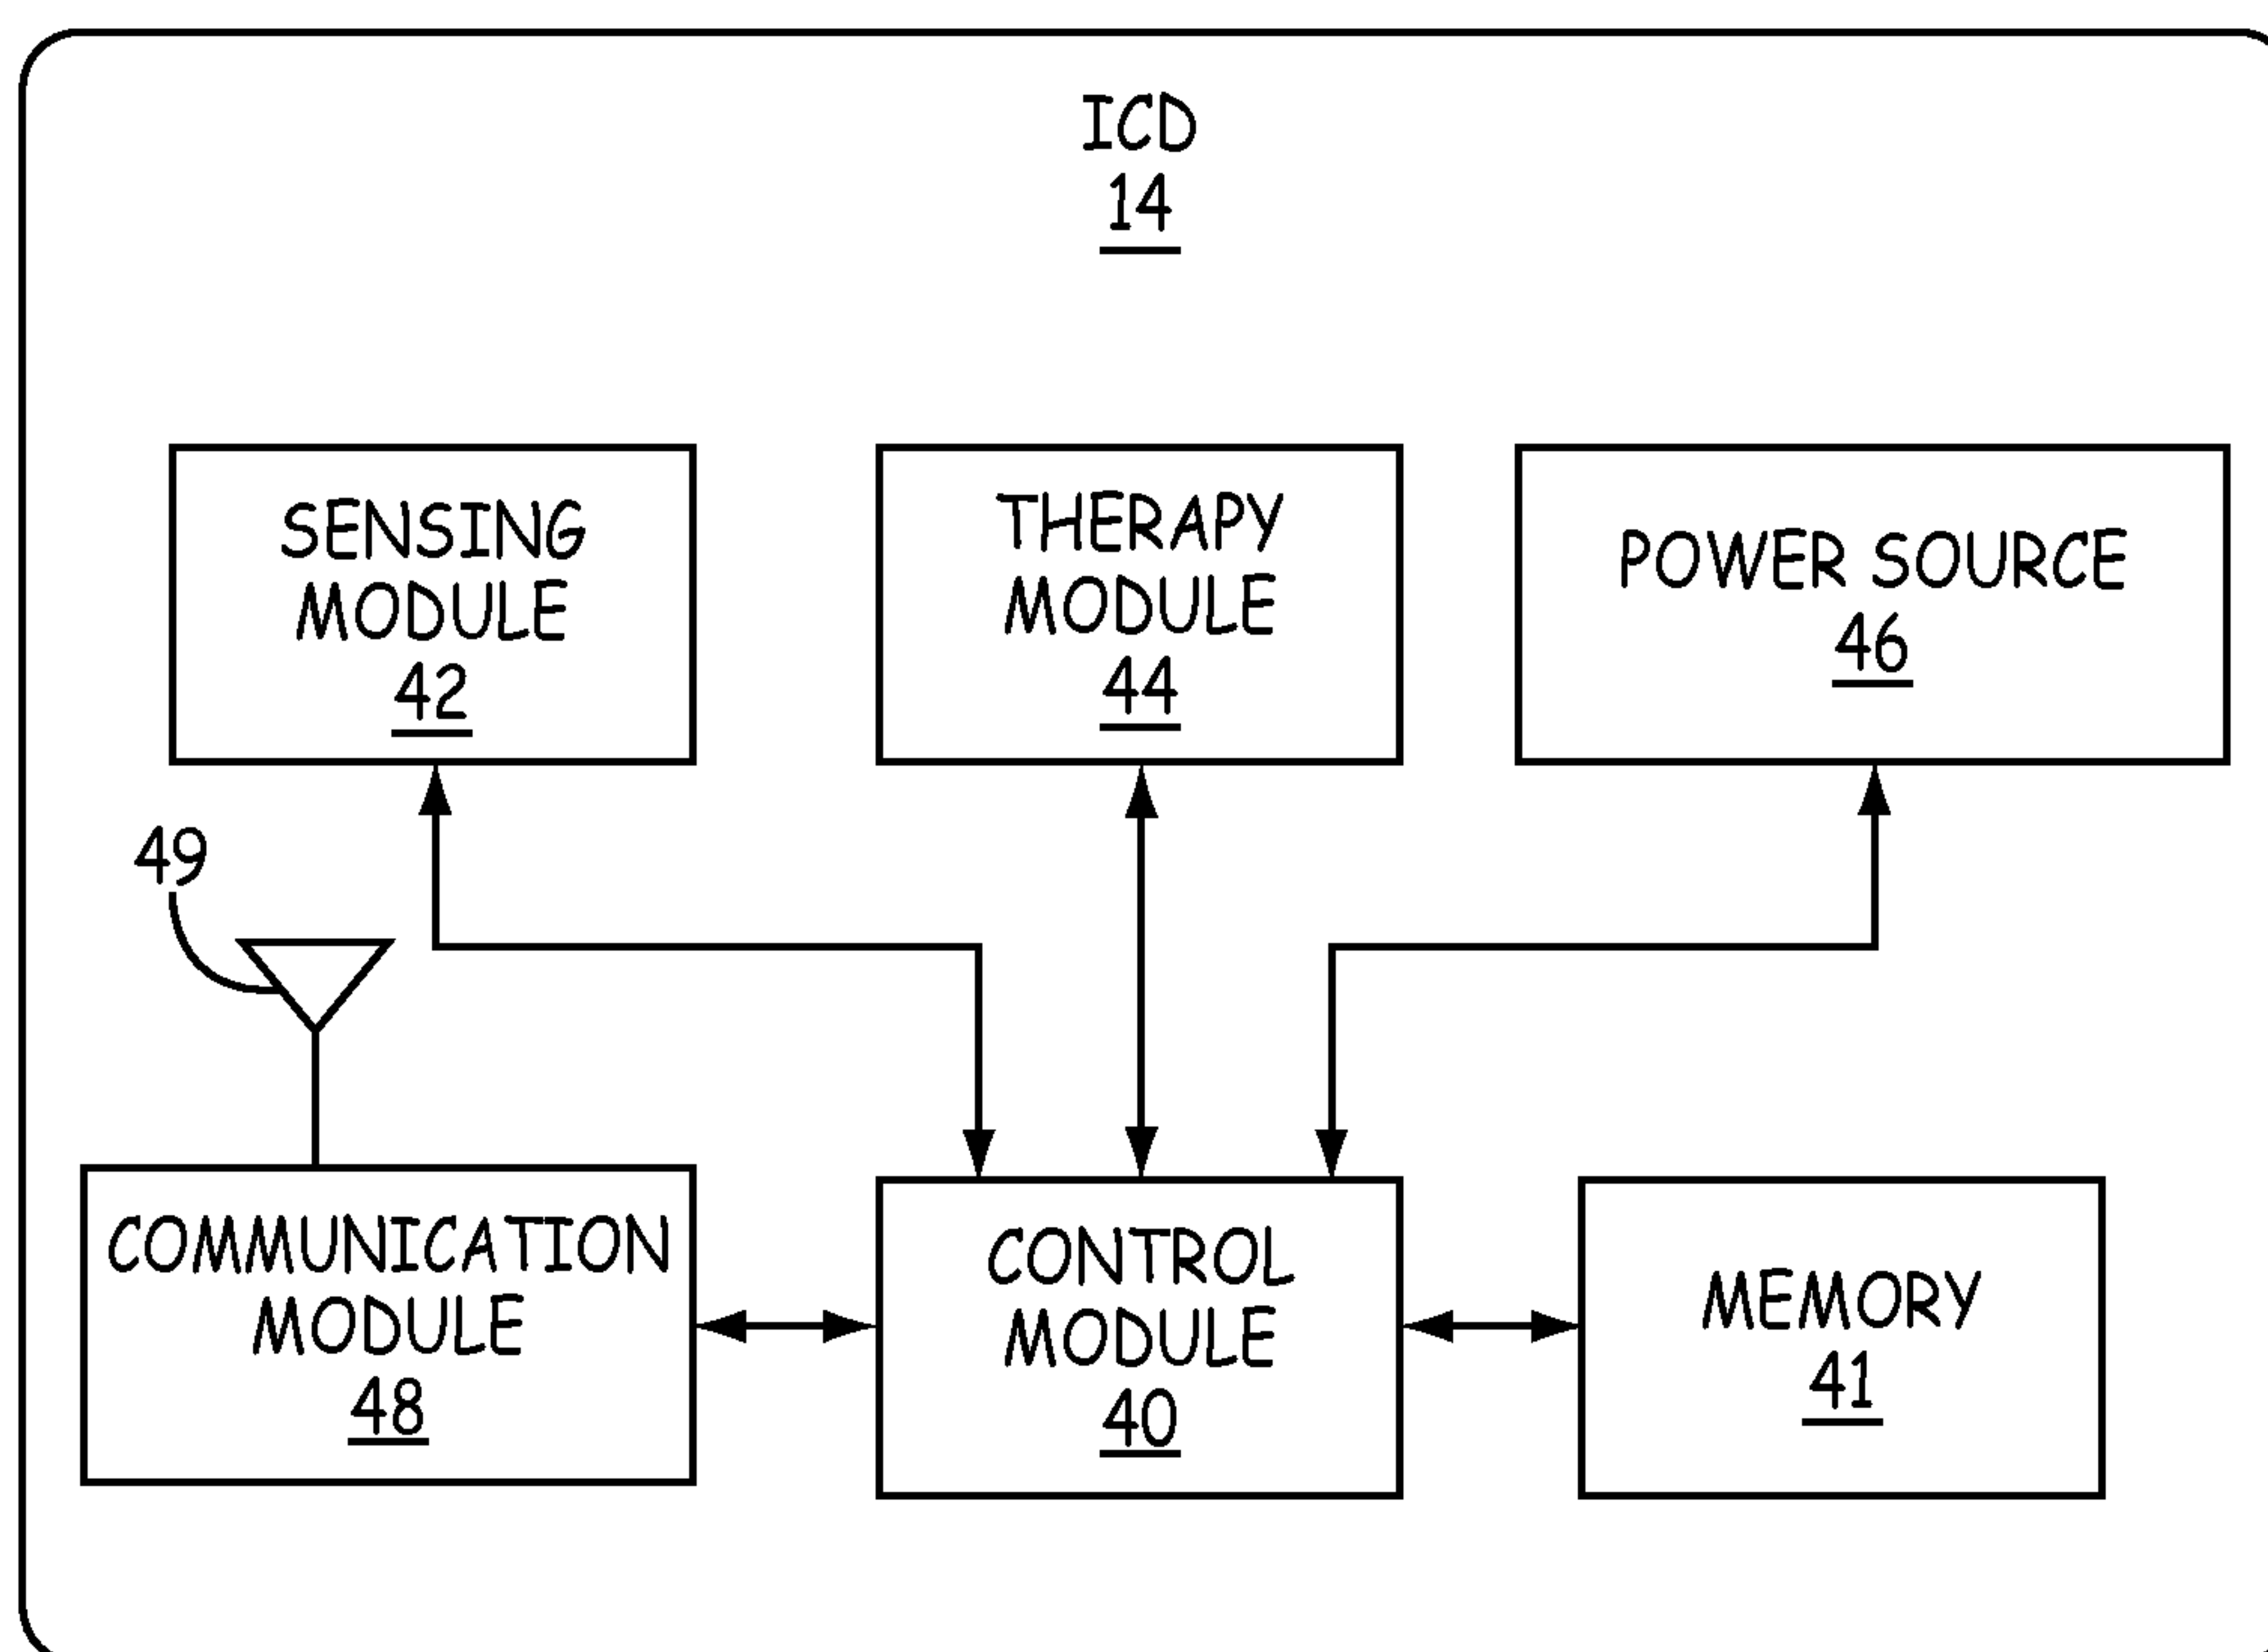 ICD
14
SENSING
MODULE
42
THERAPY
MODULE
44
POWER SOURCE
46
49
COMMUNICATION
MODULE
48
CONTROL
MODULE
40
MEMORY
41